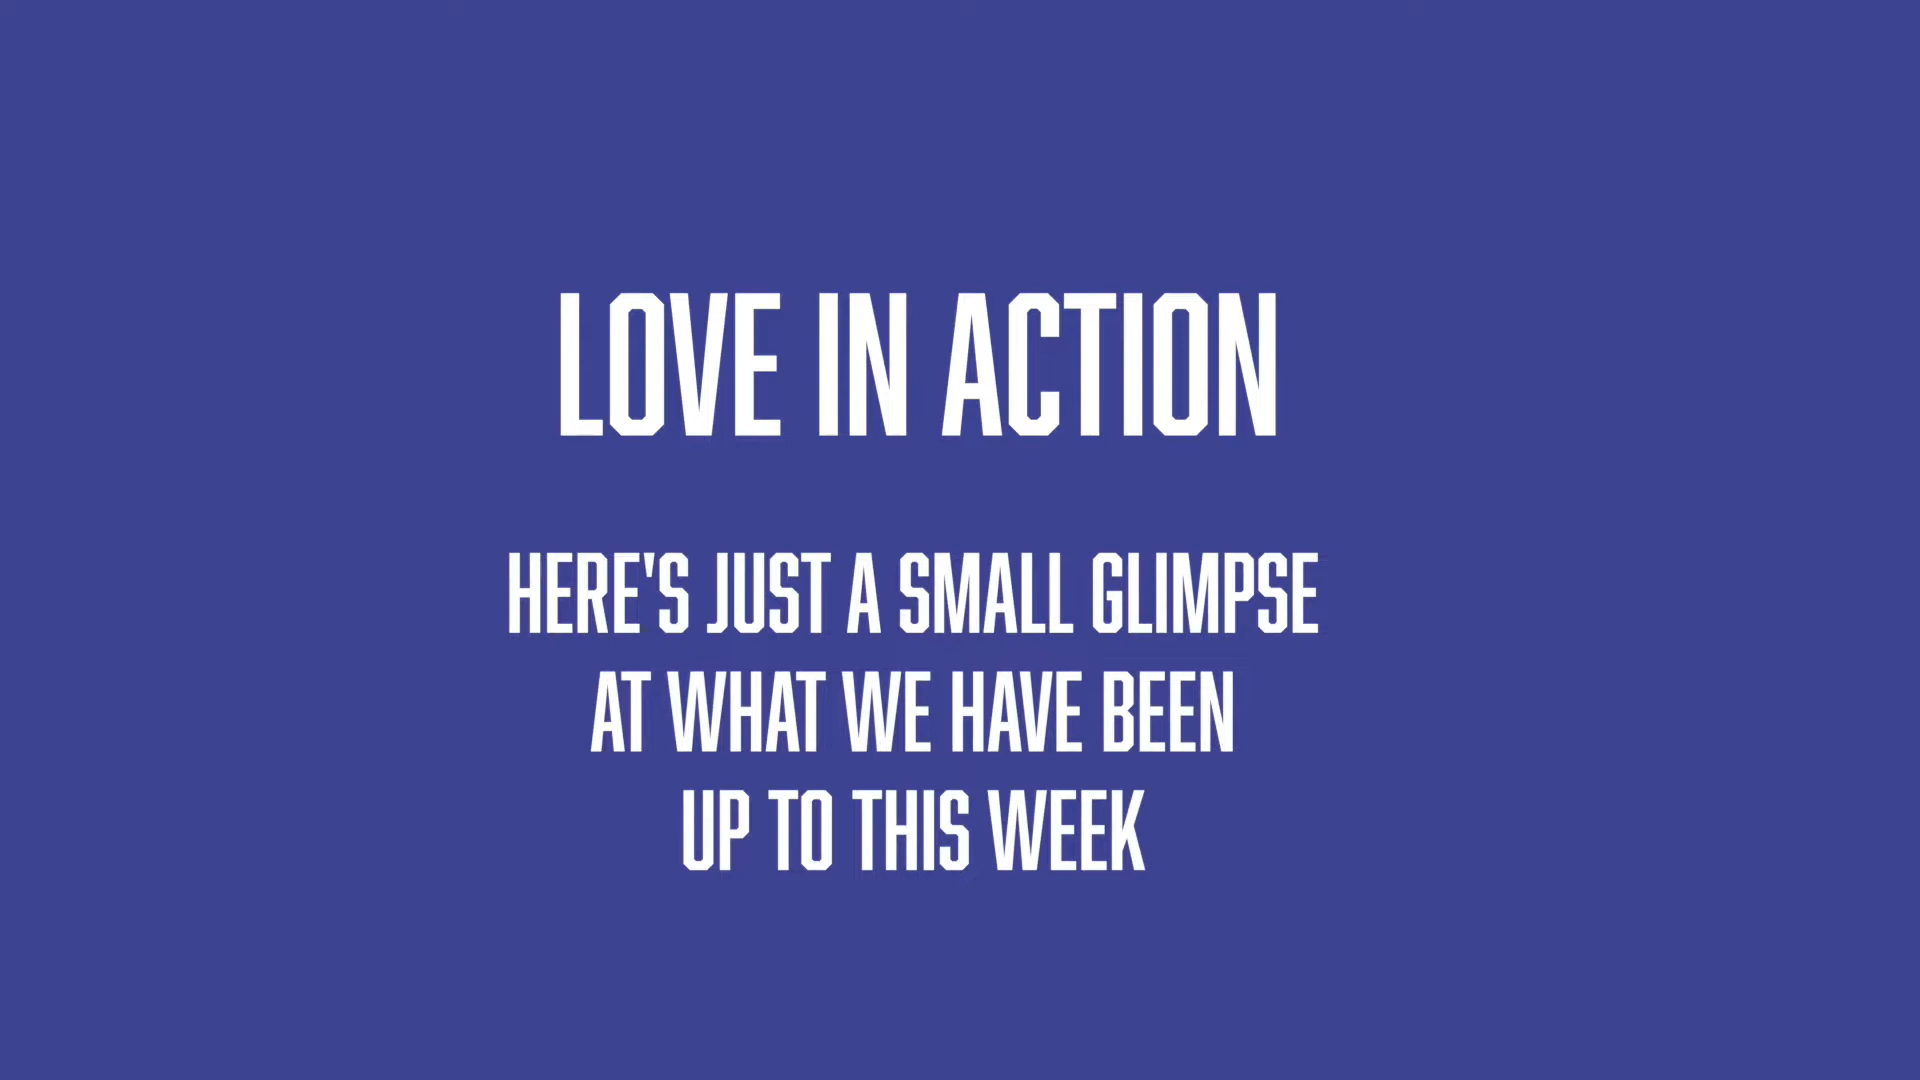 LOVE IN ACTION
HERE'S JUST A SMALL GLIMPSE
AT WHAT WE HAVE BEEN
UP TO THIS WEEK